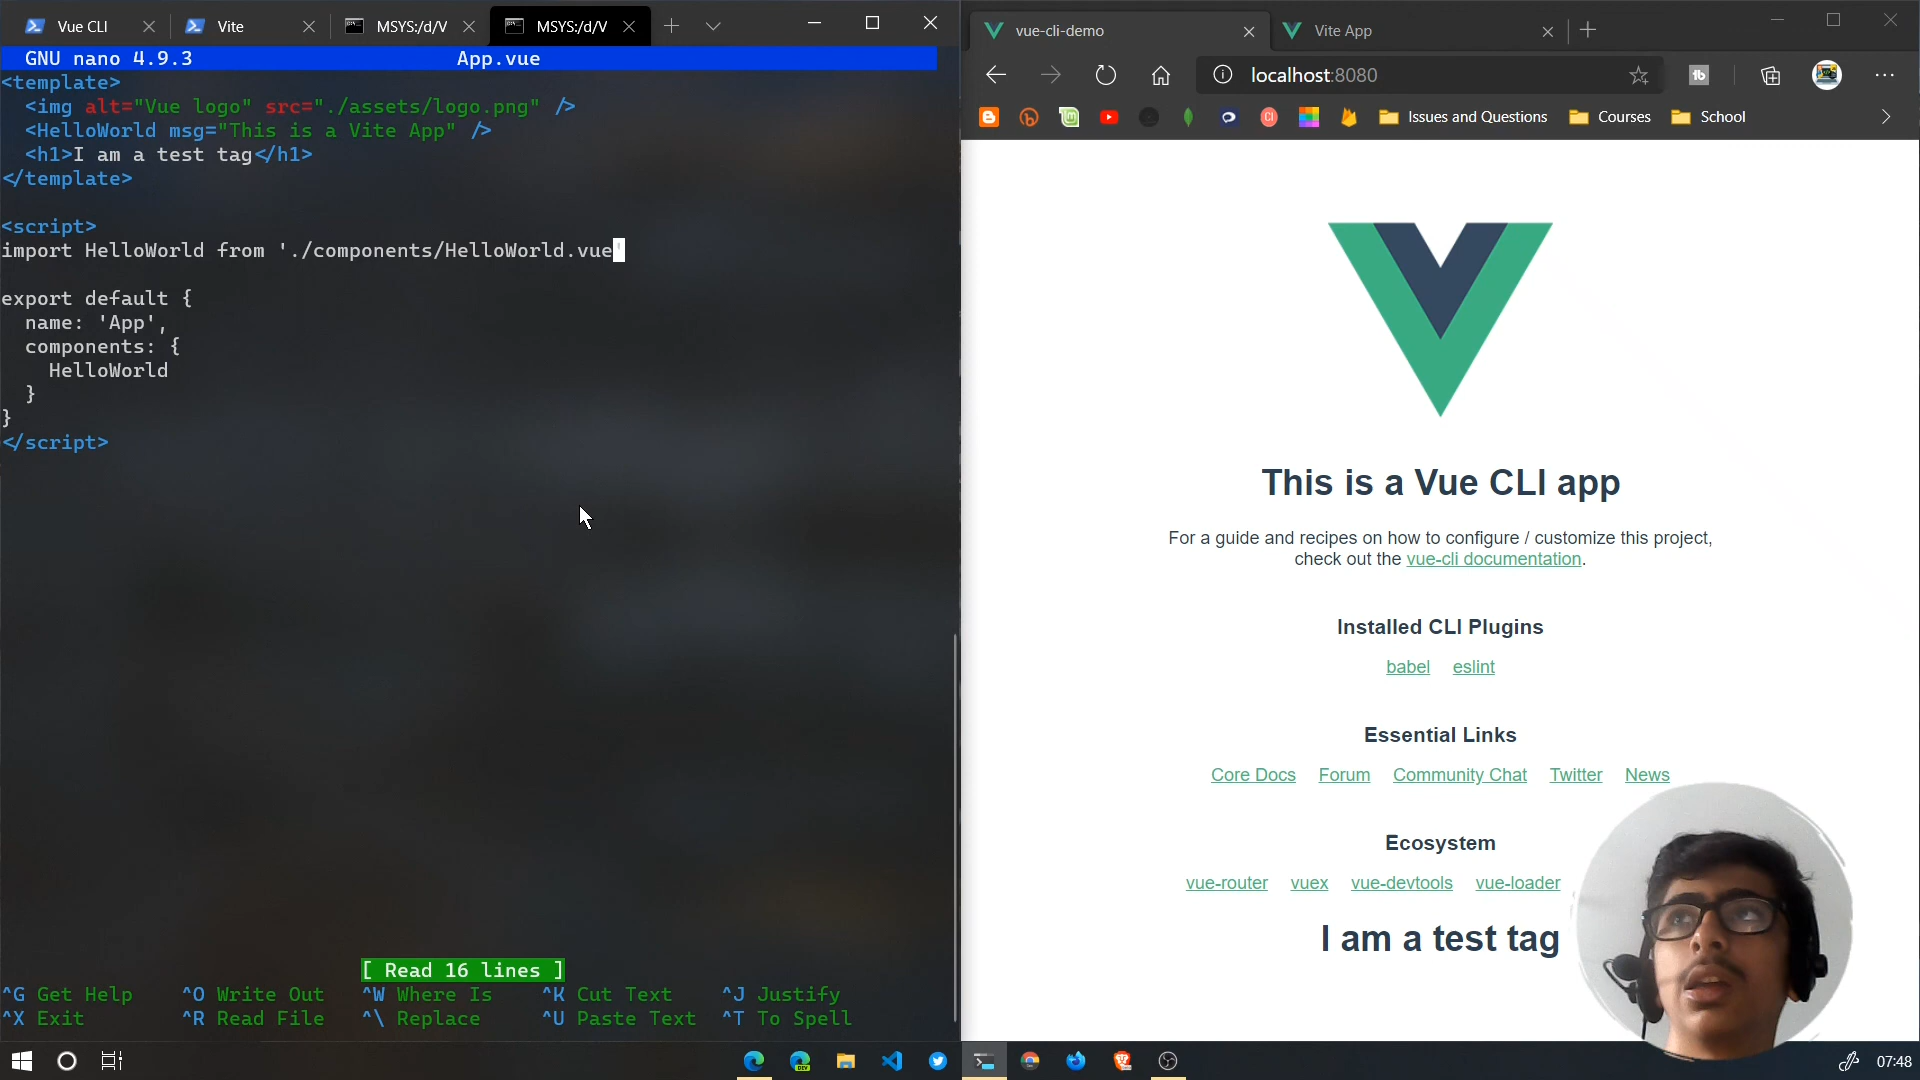 Vue CLI
Vite
MSYS:/d/V
MSYS:/d/V
GNU nano 4.9.3 App.vue
<template>
<img alt="Vue logo" src="./assets/logo.png" />
<HelloWorld msg="This is a Vite App" />
<h1>I am a test tag</h1>
</template>
<script>
import HelloWorld from './components/HelloWorld.vue'
export default {
name: 'App',
components: {
HelloWorld
}
}
</script>
[ Read 16 lines ]
^G Get Help ^O Write Out ^W Where Is ^K Cut Text ^J Justify
^X Exit ^R Read File ^\ Replace ^U Paste Text ^T To Spell
vue-cli-demo
Vite App
localhost:8080
Issues and Questions
Courses
School
This is a Vue CLI app
For a guide and recipes on how to configure / customize this project,
check out the vue-cli documentation.
Installed CLI Plugins
babel eslint
Essential Links
Core Docs Forum Community Chat Twitter News
Ecosystem
vue-router vuex vue-devtools vue-loader
I am a test tag
07:48